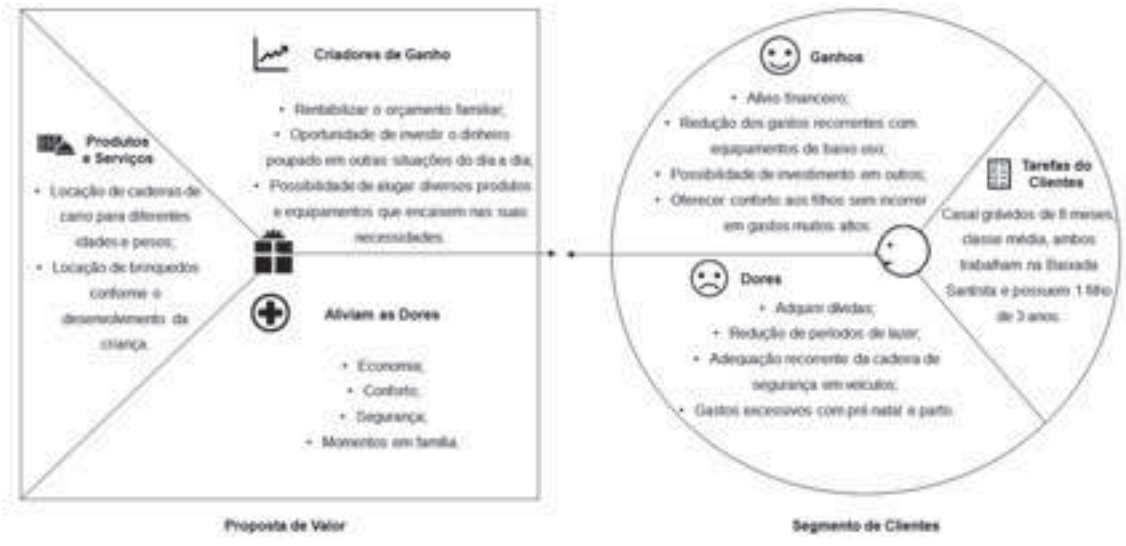 Criadores de Ganho
• Rentabilizar o orçamento familiar;
• Oportunidade de investir o dinheiro
poupado em outras situações do dia a dia;
• Possibilidade de alugar diversos produtos
e equipamentos que encaixem nas suas
necessidades.
Produtos
e Serviços
• Locação de cadeiras de
carro para diferentes
idades e pesos;
• Locação de brinquedos
conforme o
desenvolvimento da
criança.
Aliviam as Dores
• Economia;
• Conforto;
• Segurança;
• Momentos em família.
Proposta de Valor
Ganhos
• Alívio financeiro;
• Redução dos gastos recorrentes com
equipamentos de baixo uso;
• Possibilidade de investimento em outros;
• Oferecer conforto aos filhos sem incorrer
em gastos muitos altos.
Tarefas do
Clientes
Casal grávidos de 8 meses,
classe média, ambos
trabalham na Baixada
Santista e possuem 1 filho
de 3 anos.
Dores
• Adquirir dívidas;
• Redução de períodos de lazer;
• Adequação recorrente da cadeira de
segurança em veículos;
• Gastos excessivos com pré-natal e parto.
Segmento de Clientes